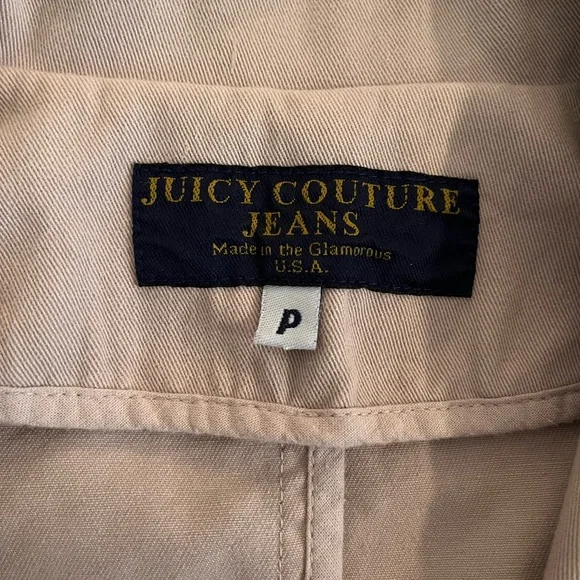 JUICY COUTURE
JEANS
Made in the Glamorous
U.S.A.
P